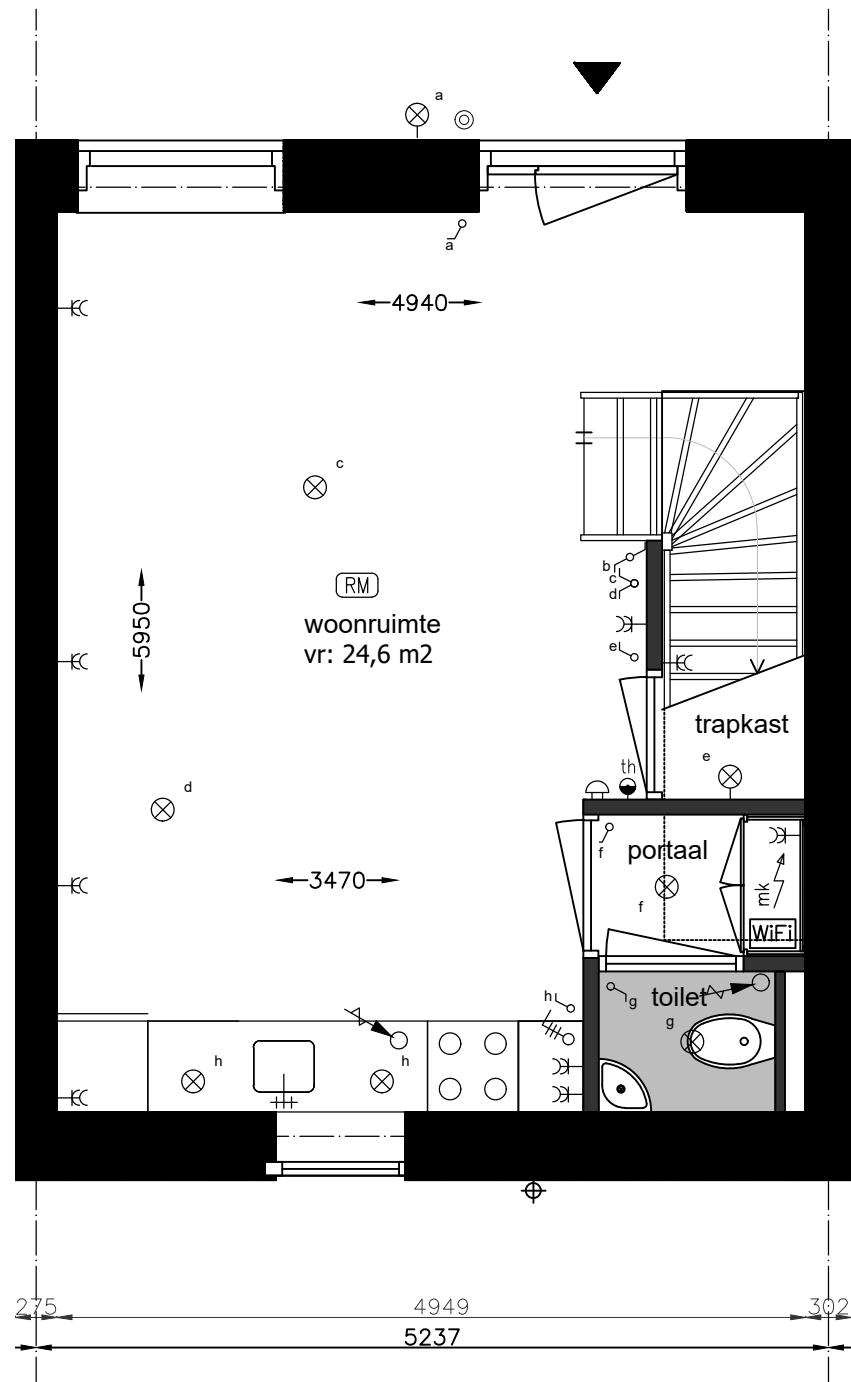 a
a
4940
c
b
c
d
RM
5950
woonruimte
vr: 24,6 m2
e
trapkast
e
th
d
f
portaal
3470
f
mk
WiFi
h
g
toilet
g
h
h
275
4949
302
5237